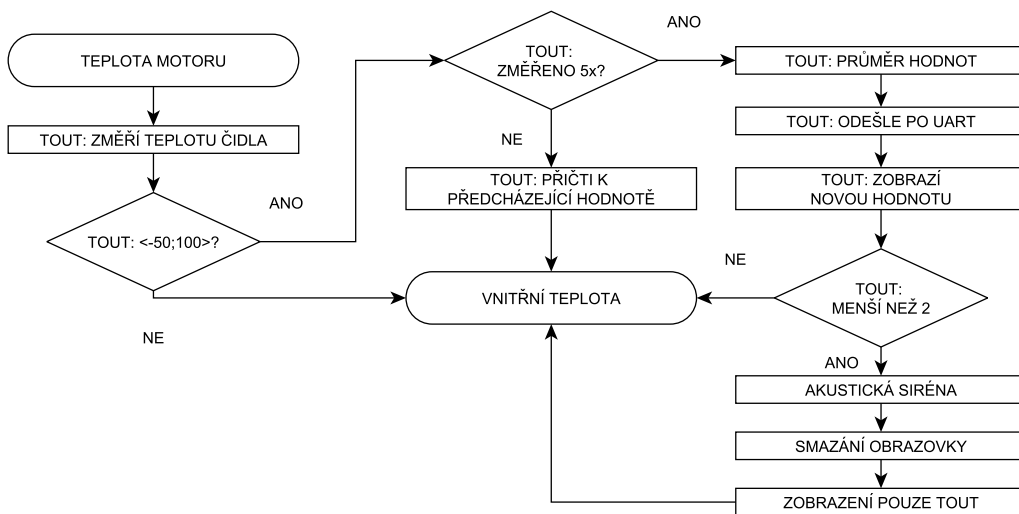 TEPLOTA MOTORU
TOUT: ZMĚŘÍ TEPLOTU ČIDLA
TOUT: <-50;100>?
ANO
NE
TOUT:
ZMĚŘENO 5x?
ANO
NE
TOUT: PŘIČTI K
PŘEDCHÁZEJÍCÍ HODNOTĚ
VNITŘNÍ TEPLOTA
TOUT: PRŮMĚR HODNOT
TOUT: ODEŠLE PO UART
TOUT: ZOBRAZÍ
NOVOU HODNOTU
NE
TOUT:
MENŠÍ NEŽ 2
ANO
AKUSTICKÁ SIRÉNA
SMAZÁNÍ OBRAZOVKY
ZOBRAZENÍ POUZE TOUT